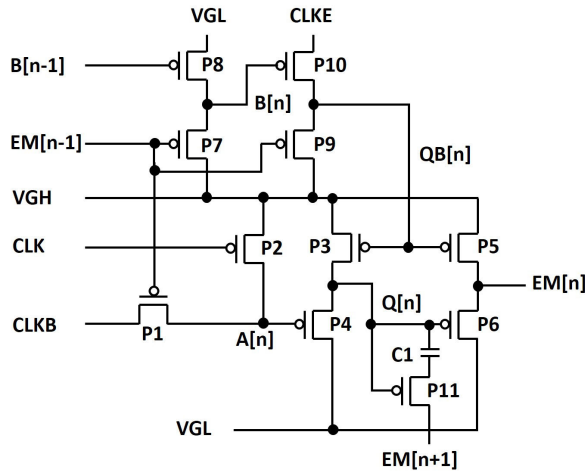 VGL CLKE
B[n-1] P8 P10
B[n]
EM[n-1] P7 P9
QB[n]
VGH
CLK P2 P3 P5
EM[n]
Q[n]
CLKB P1 A[n] P4 P6
C1
P11
VGL
EM[n+1]